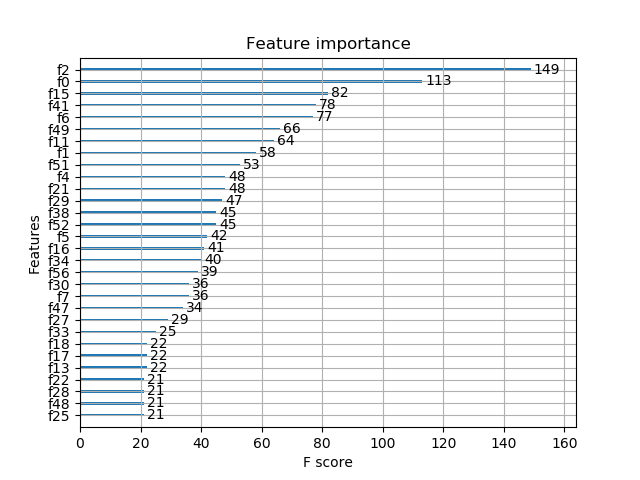 Feature importance
f2 149
f0 113
f15 82
f41 78
f6 77
f49 66
f11 64
f1 58
f51 53
f4 48
f21 48
f29 47
f38 45
f52 45
f5 42
f16 41
f34 40
f56 39
f30 36
f7 36
f47 34
f27 29
f33 25
f18 22
f17 22
f13 22
f22 21
f28 21
f48 21
f25 21
Features
0 20 40 60 80 100 120 140 160
F score